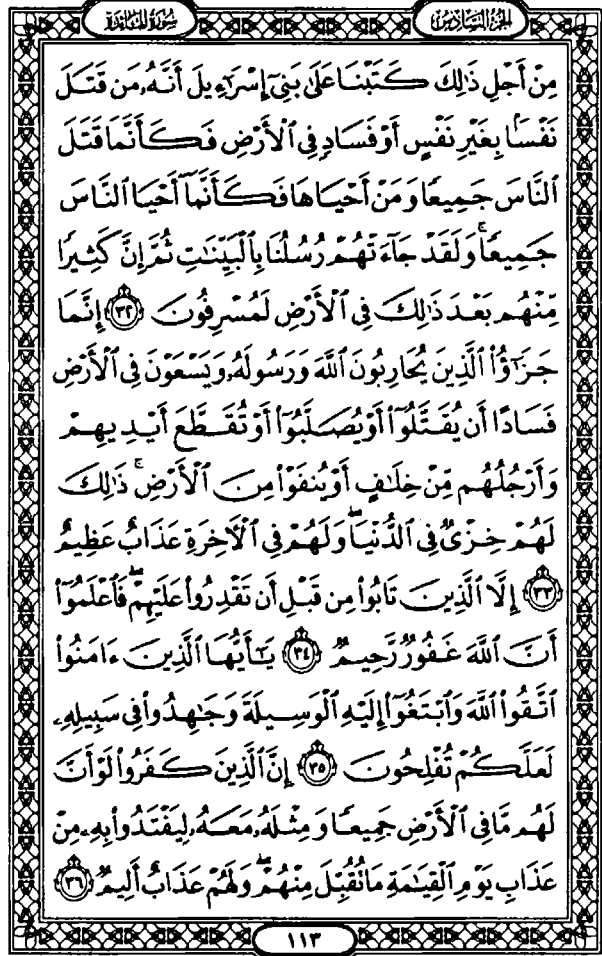 الجزء السادس
سورة المائدة
مِنْ أَجْلِ ذَٰلِكَ كَتَبْنَا عَلَىٰ بَنِىٓ إِسْرَٰٓءِيلَ أَنَّهُۥ مَن قَتَلَ
نَفْسًۢا بِغَيْرِ نَفْسٍ أَوْ فَسَادٍ فِى ٱلْأَرْضِ فَكَأَنَّمَا قَتَلَ
ٱلنَّاسَ جَمِيعًا وَمَنْ أَحْيَاهَا فَكَأَنَّمَآ أَحْيَا ٱلنَّاسَ
جَمِيعًا ۚ وَلَقَدْ جَآءَتْهُمْ رُسُلُنَا بِٱلْبَيِّنَٰتِ ثُمَّ إِنَّ كَثِيرًا
مِّنْهُم بَعْدَ ذَٰلِكَ فِى ٱلْأَرْضِ لَمُسْرِفُونَ ٣٢ إِنَّمَا
جَزَٰٓؤُا۟ ٱلَّذِينَ يُحَارِبُونَ ٱللَّهَ وَرَسُولَهُۥ وَيَسْعَوْنَ فِى ٱلْأَرْضِ
فَسَادًا أَن يُقَتَّلُوٓا۟ أَوْ يُصَلَّبُوٓا۟ أَوْ تُقَطَّعَ أَيْدِيهِمْ
وَأَرْجُلُهُم مِّنْ خِلَٰفٍ أَوْ يُنفَوْا۟ مِنَ ٱلْأَرْضِ ۚ ذَٰلِكَ
لَهُمْ خِزْىٌ فِى ٱلدُّنْيَا ۖ وَلَهُمْ فِى ٱلْءَاخِرَةِ عَذَابٌ عَظِيمٌ
٣٣ إِلَّا ٱلَّذِينَ تَابُوا۟ مِن قَبْلِ أَن تَقْدِرُوا۟ عَلَيْهِمْ ۖ فَٱعْلَمُوٓا۟
أَنَّ ٱللَّهَ غَفُورٌ رَّحِيمٌ ٣٤ يَٰٓأَيُّهَا ٱلَّذِينَ ءَامَنُوا۟
ٱتَّقُوا۟ ٱللَّهَ وَٱبْتَغُوٓا۟ إِلَيْهِ ٱلْوَسِيلَةَ وَجَٰهِدُوا۟ فِى سَبِيلِهِۦ
لَعَلَّكُمْ تُفْلِحُونَ ٣٥ إِنَّ ٱلَّذِينَ كَفَرُوا۟ لَوْ أَنَّ
لَهُم مَّا فِى ٱلْأَرْضِ جَمِيعًا وَمِثْلَهُۥ مَعَهُۥ لِيَفْتَدُوا۟ بِهِۦ مِنْ
عَذَابِ يَوْمِ ٱلْقِيَٰمَةِ مَا تُقُبِّلَ مِنْهُمْ ۖ وَلَهُمْ عَذَابٌ أَلِيمٌ ٣٦
١١٣